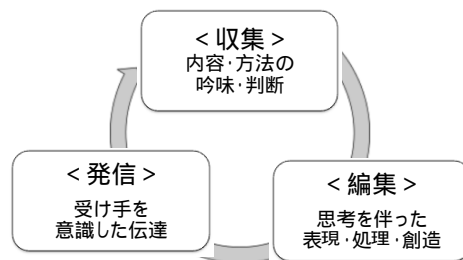 ＜収集＞
内容･方法の
吟味･判断
＜発信＞
受け手を
意識した伝達
＜編集＞
思考を伴った
表現･処理･創造